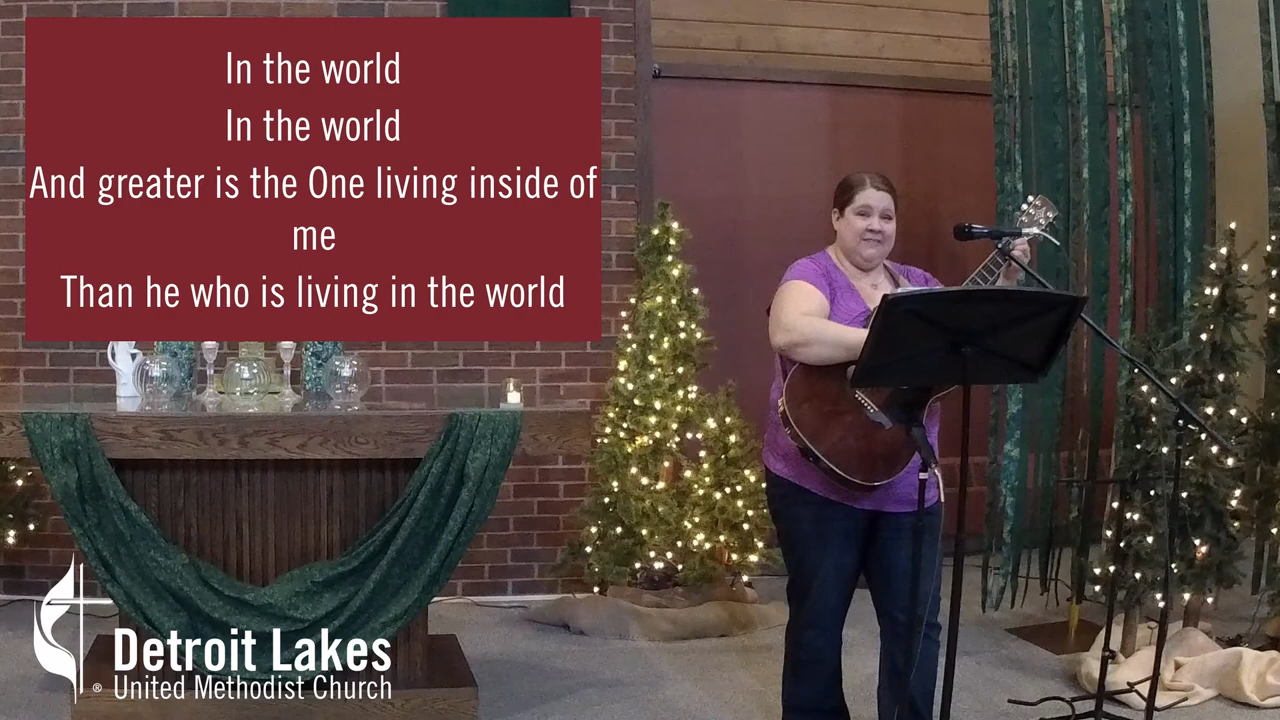 In the world
In the world
And greater is the One living inside of
me
Than he who is living in the world
Detroit Lakes
® United Methodist Church